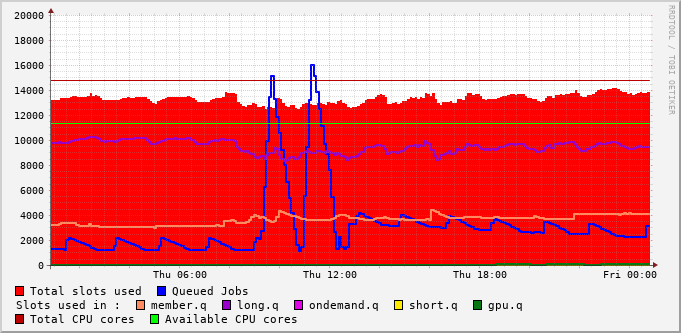 20000
18000
16000
14000
12000
10000
8000
6000
4000
2000
0
Thu 06:00 Thu 12:00 Thu 18:00 Fri 00:00
RRDTOOL / TOBI OETIKER
Total slots used Queued Jobs
Slots used in : member.q long.q ondemand.q short.q gpu.q
Total CPU cores Available CPU cores